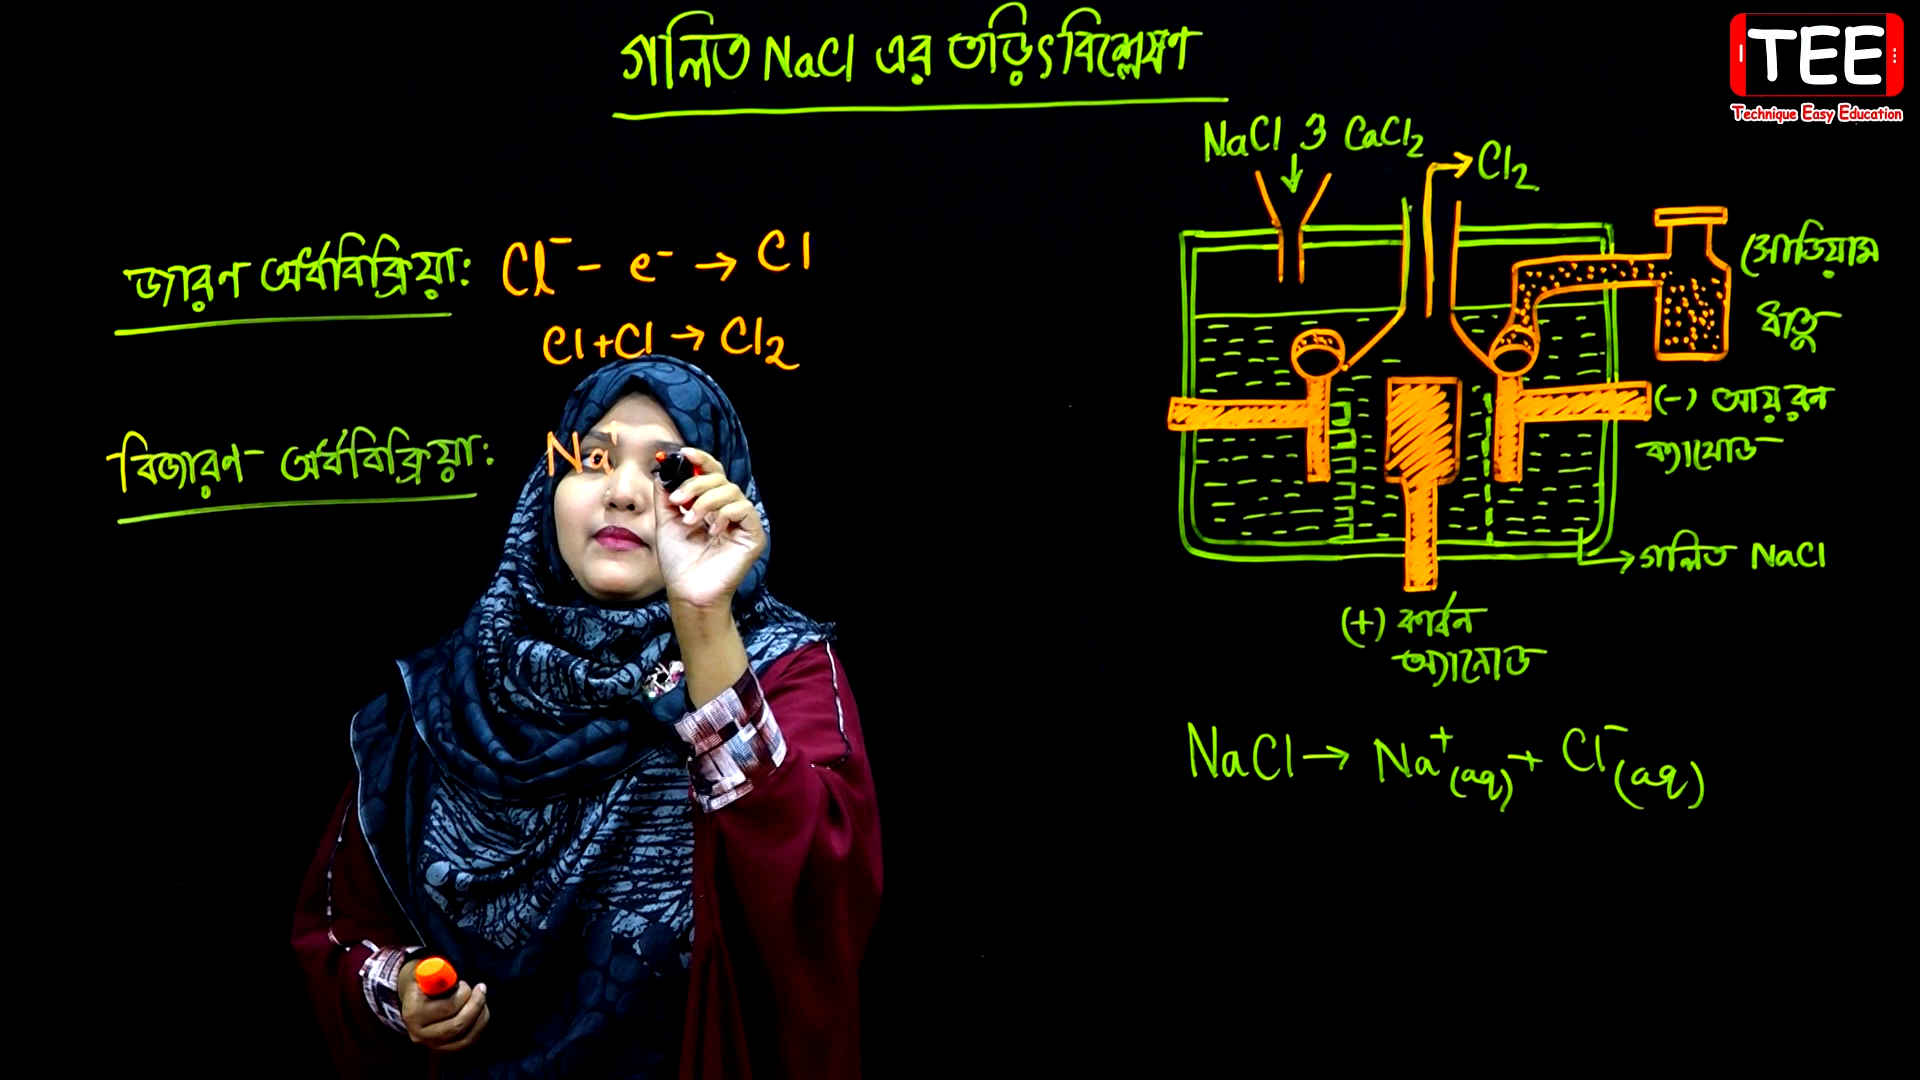 গলিত NaCl এর তড়িৎবিশ্লেষণ
TEE
Technique Easy Education
NaCl ও CaCl₂
Cl₂
জারণ অর্ধবিক্রিয়া: Cl⁻ - e⁻ → Cl
Cl+Cl → Cl₂
বিজারণ অর্ধবিক্রিয়া: Na⁺
সোডিয়াম
ধাতু
(-) আয়রন
ক্যাথোড
গলিত NaCl
(+) কার্বন
অ্যানোড
NaCl → Na⁺(aq) + Cl⁻(aq)